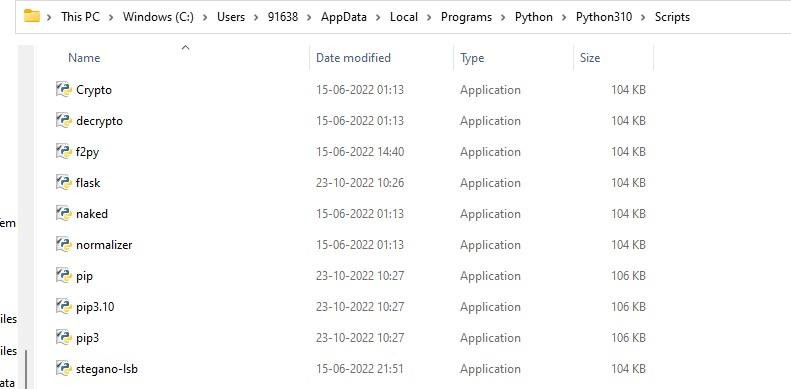 This PC > Windows (C:) > Users > 91638 > AppData > Local > Programs > Python > Python310 > Scripts
Name Date modified Type Size
Crypto 15-06-2022 01:13 Application 104 KB
decrypto 15-06-2022 01:13 Application 104 KB
f2py 15-06-2022 14:40 Application 104 KB
flask 23-10-2022 10:26 Application 104 KB
naked 15-06-2022 01:13 Application 104 KB
normalizer 15-06-2022 01:13 Application 104 KB
pip 23-10-2022 10:27 Application 106 KB
pip3.10 23-10-2022 10:27 Application 106 KB
pip3 23-10-2022 10:27 Application 106 KB
stegano-lsb 15-06-2022 21:51 Application 104 KB
em
iles
iles
ata